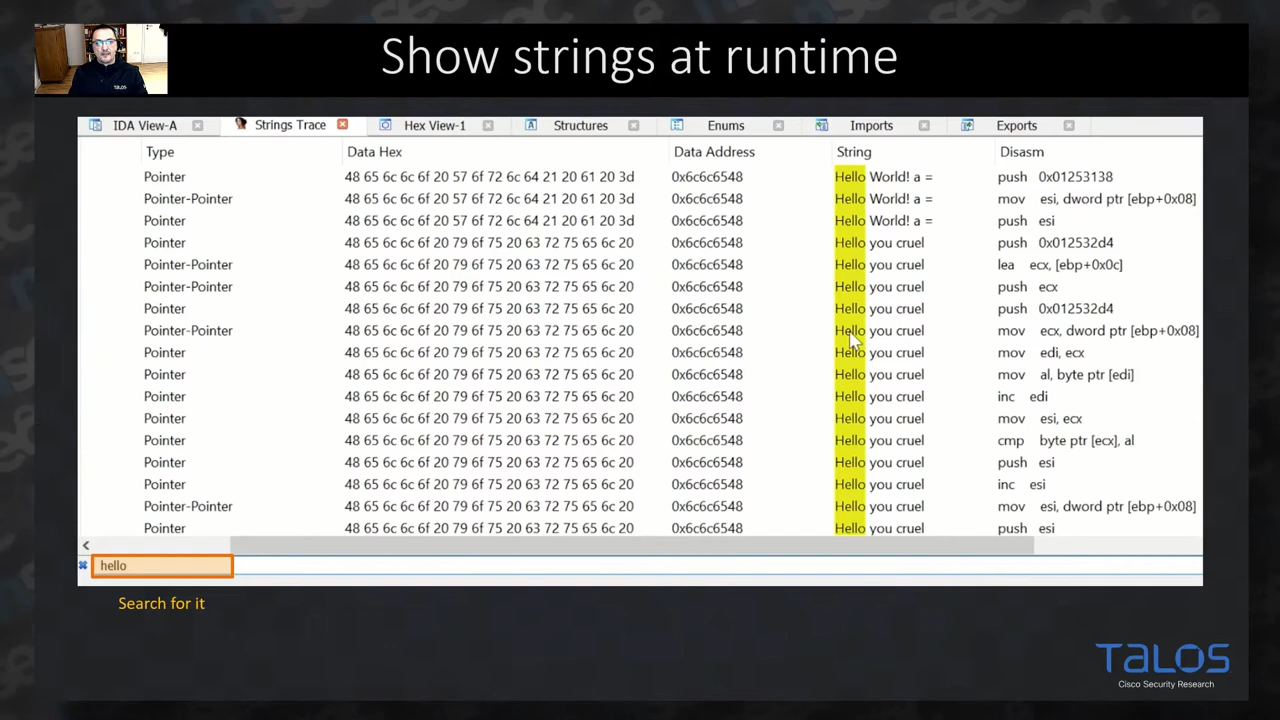 Show strings at runtime
IDA View-A Strings Trace Hex View-1 Structures Enums Imports Exports
Type Data Hex Data Address String Disasm
Pointer 48 65 6c 6c 6f 20 57 6f 72 6c 64 21 20 61 20 3d 0x6c6c6548 Hello World! a = push 0x01253138
Pointer-Pointer 48 65 6c 6c 6f 20 57 6f 72 6c 64 21 20 61 20 3d 0x6c6c6548 Hello World! a = mov esi, dword ptr [ebp+0x08]
Pointer 48 65 6c 6c 6f 20 57 6f 72 6c 64 21 20 61 20 3d 0x6c6c6548 Hello World! a = push esi
Pointer 48 65 6c 6c 6f 20 79 6f 75 20 63 72 75 65 6c 20 0x6c6c6548 Hello you cruel push 0x012532d4
Pointer-Pointer 48 65 6c 6c 6f 20 79 6f 75 20 63 72 75 65 6c 20 0x6c6c6548 Hello you cruel lea ecx, [ebp+0x0c]
Pointer-Pointer 48 65 6c 6c 6f 20 79 6f 75 20 63 72 75 65 6c 20 0x6c6c6548 Hello you cruel push ecx
Pointer 48 65 6c 6c 6f 20 79 6f 75 20 63 72 75 65 6c 20 0x6c6c6548 Hello you cruel push 0x012532d4
Pointer-Pointer 48 65 6c 6c 6f 20 79 6f 75 20 63 72 75 65 6c 20 0x6c6c6548 Hello you cruel mov ecx, dword ptr [ebp+0x08]
Pointer 48 65 6c 6c 6f 20 79 6f 75 20 63 72 75 65 6c 20 0x6c6c6548 Hello you cruel mov edi, ecx
Pointer 48 65 6c 6c 6f 20 79 6f 75 20 63 72 75 65 6c 20 0x6c6c6548 Hello you cruel mov al, byte ptr [edi]
Pointer 48 65 6c 6c 6f 20 79 6f 75 20 63 72 75 65 6c 20 0x6c6c6548 Hello you cruel inc edi
Pointer 48 65 6c 6c 6f 20 79 6f 75 20 63 72 75 65 6c 20 0x6c6c6548 Hello you cruel mov esi, ecx
Pointer 48 65 6c 6c 6f 20 79 6f 75 20 63 72 75 65 6c 20 0x6c6c6548 Hello you cruel cmp byte ptr [ecx], al
Pointer 48 65 6c 6c 6f 20 79 6f 75 20 63 72 75 65 6c 20 0x6c6c6548 Hello you cruel push esi
Pointer 48 65 6c 6c 6f 20 79 6f 75 20 63 72 75 65 6c 20 0x6c6c6548 Hello you cruel inc esi
Pointer-Pointer 48 65 6c 6c 6f 20 79 6f 75 20 63 72 75 65 6c 20 0x6c6c6548 Hello you cruel mov esi, dword ptr [ebp+0x08]
Pointer 48 65 6c 6c 6f 20 79 6f 75 20 63 72 75 65 6c 20 0x6c6c6548 Hello you cruel push esi
hello
Search for it
TALOS
Cisco Security Research